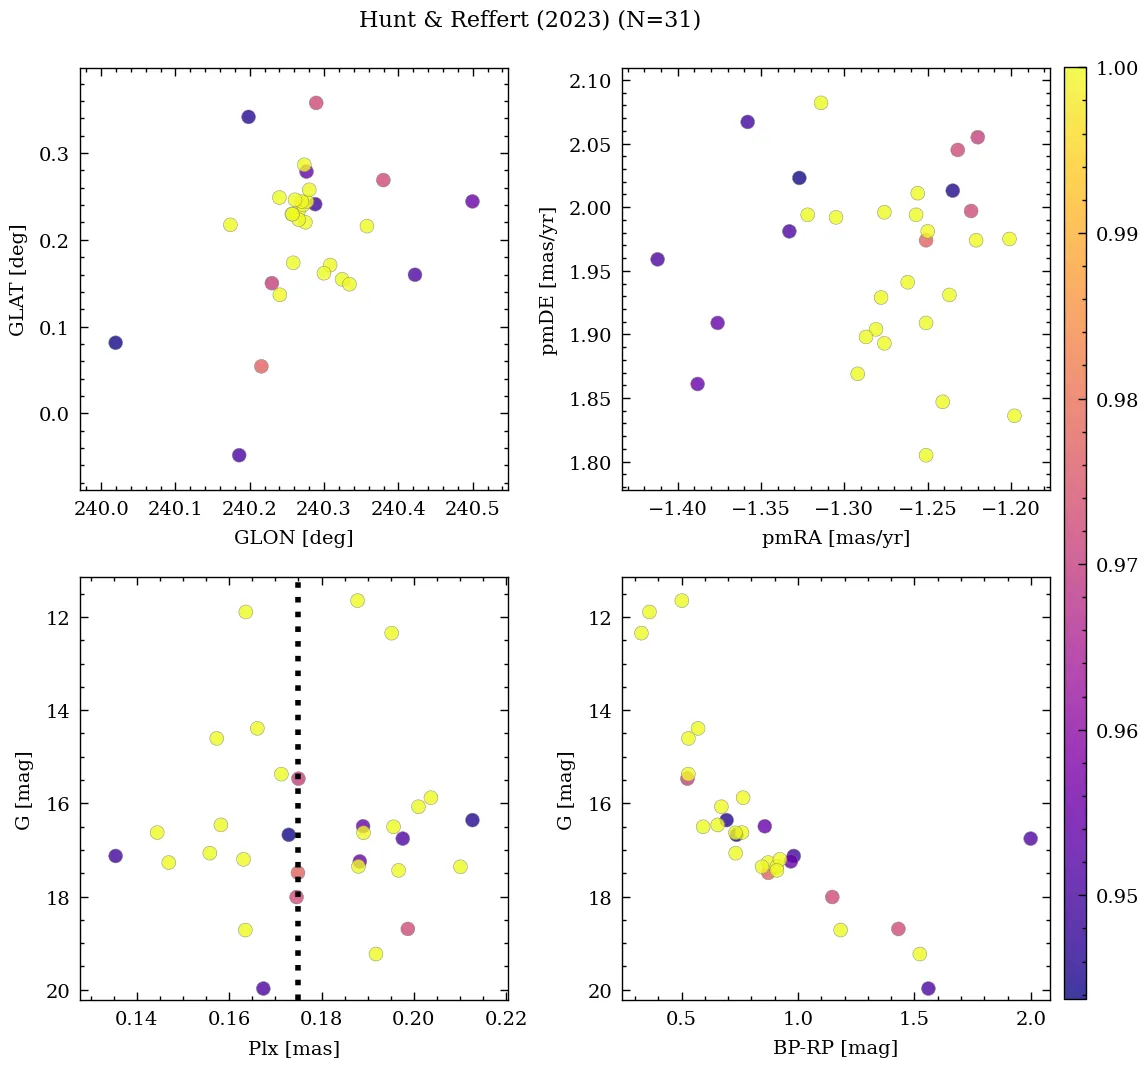 Hunt & Reffert (2023) (N=31)
GLAT [deg]
0.3
0.2
0.1
0.0
240.0 240.1 240.2 240.3 240.4 240.5
GLON [deg]
pmDE [mas/yr]
2.10
2.05
2.00
1.95
1.90
1.85
1.80
−1.40 −1.35 −1.30 −1.25 −1.20
pmRA [mas/yr]
G [mag]
12
14
16
18
20
0.14 0.16 0.18 0.20 0.22
Plx [mas]
G [mag]
12
14
16
18
20
0.5 1.0 1.5 2.0
BP-RP [mag]
1.00
0.99
0.98
0.97
0.96
0.95